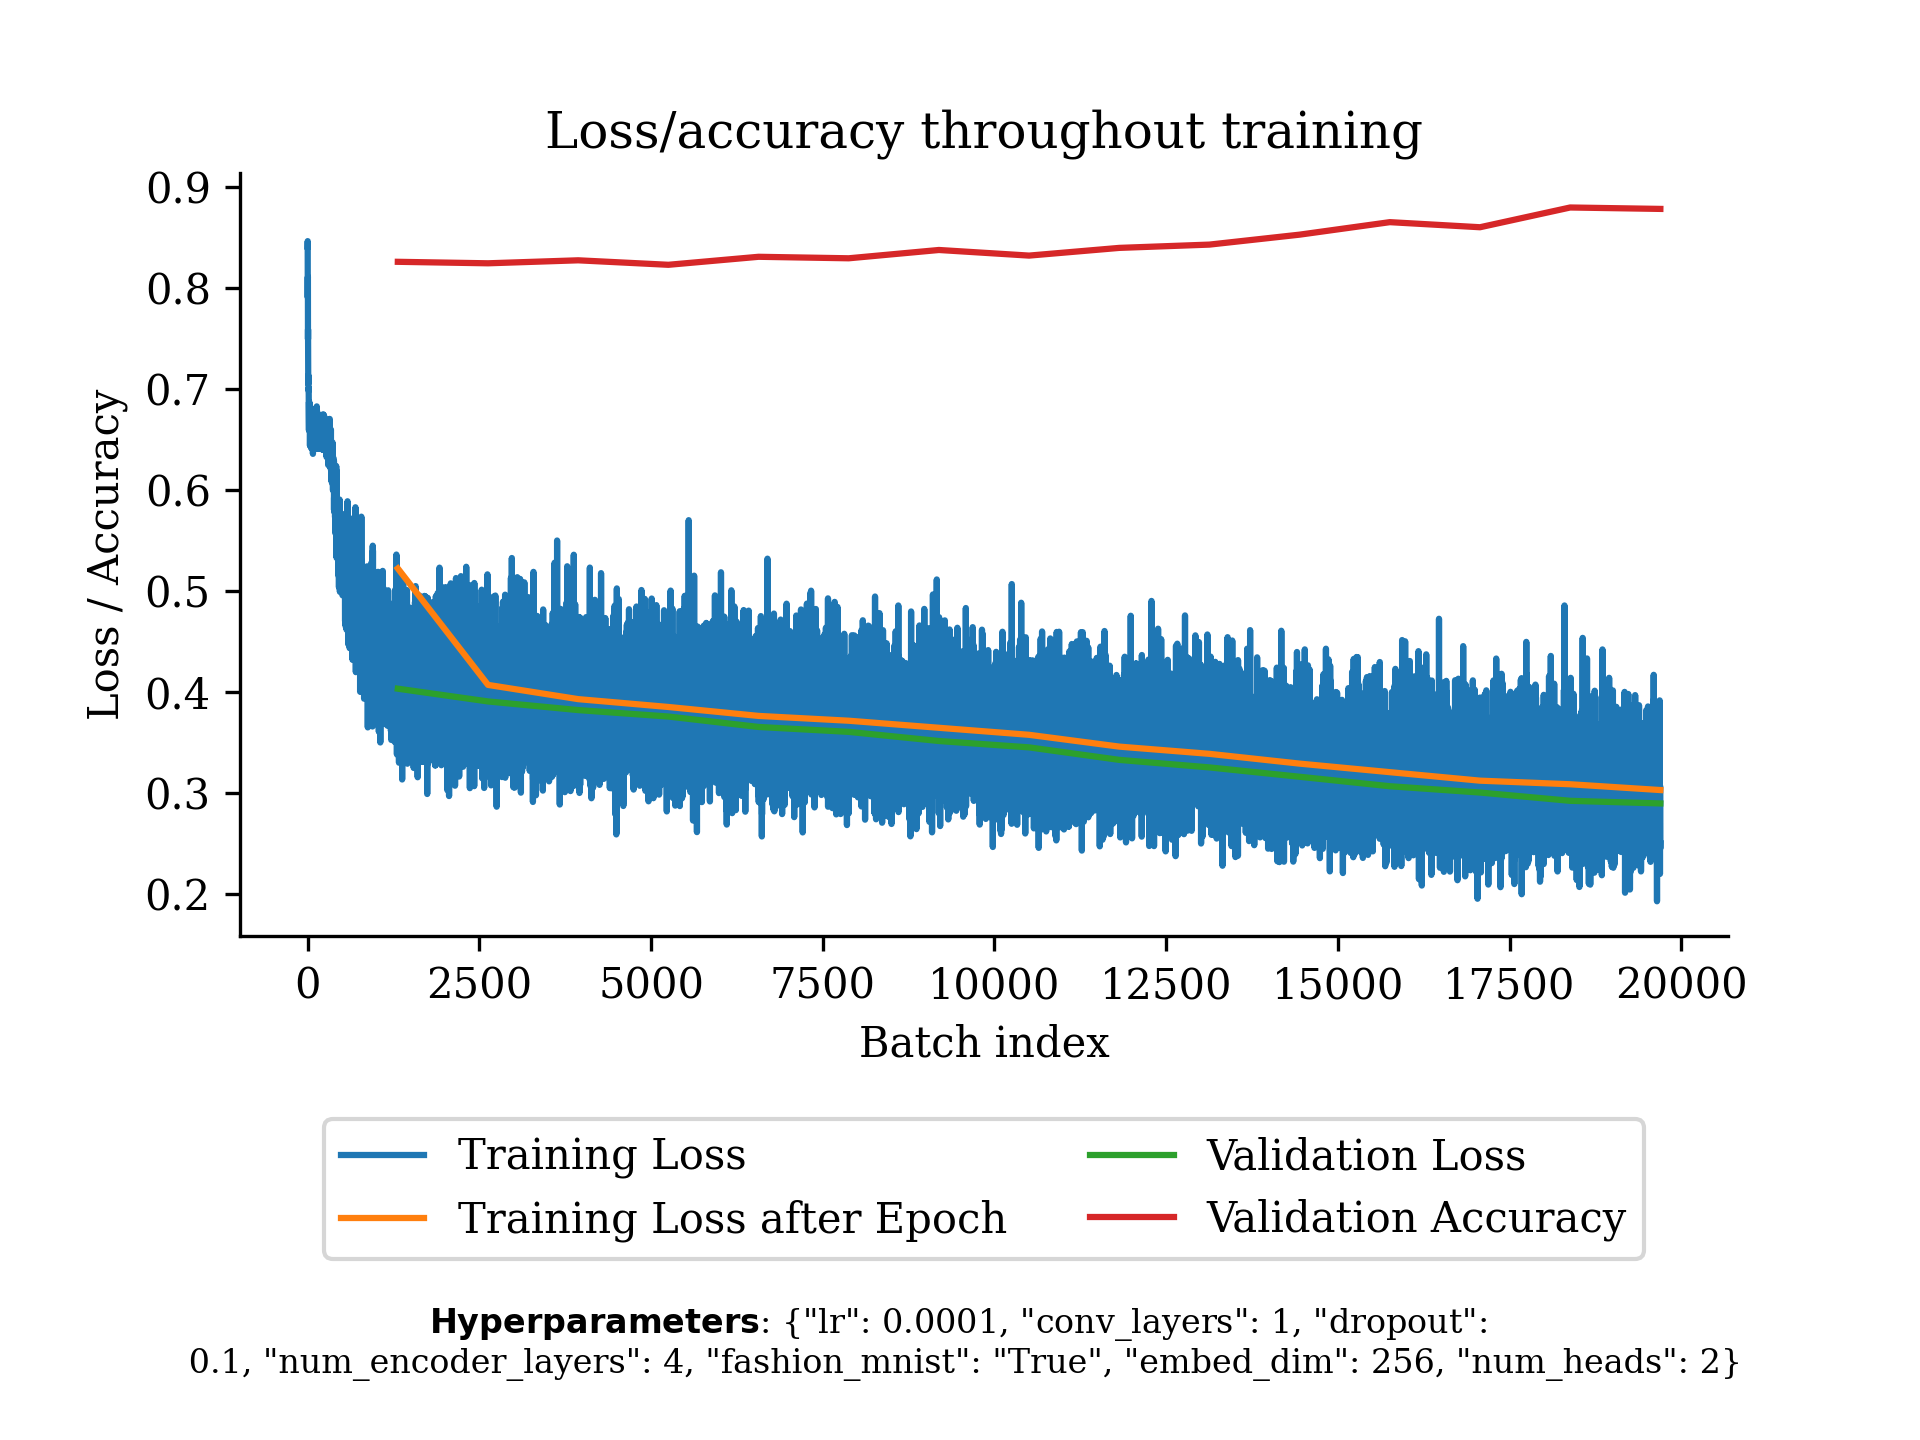 Loss/accuracy throughout training
0.9
0.8
0.7
0.6
0.5
0.4
0.3
0.2
Loss / Accuracy
0 2500 5000 7500 10000 12500 15000 17500 20000
Batch index
Training Loss
Training Loss after Epoch
Validation Loss
Validation Accuracy
Hyperparameters: {"lr": 0.0001, "conv_layers": 1, "dropout":
0.1, "num_encoder_layers": 4, "fashion_mnist": "True", "embed_dim": 256, "num_heads": 2}